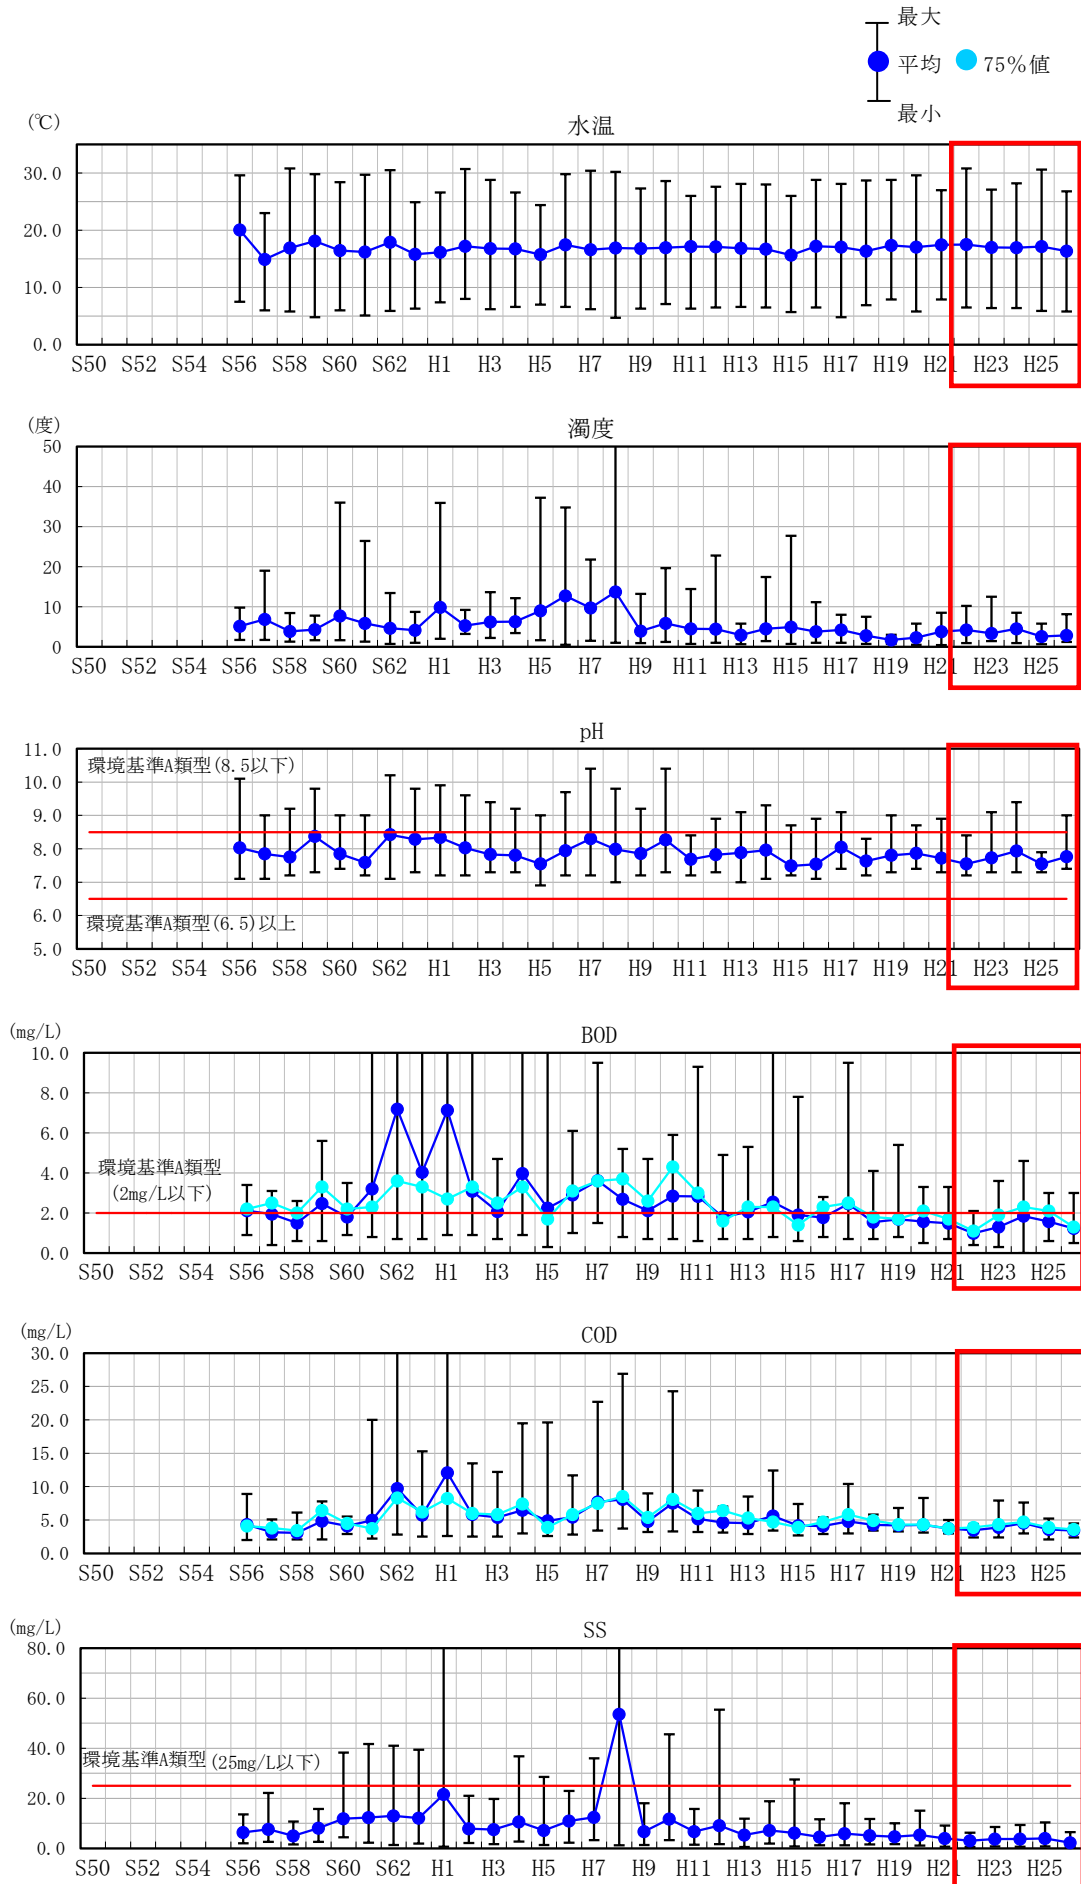 最大
平均 75%値
最小
(℃)
水温
30.0
20.0
10.0
0.0
S50 S52 S54 S56 S58 S60 S62 H1 H3 H5 H7 H9 H11 H13 H15 H17 H19 H21 H23 H25
(度)
濁度
50
40
30
20
10
0
S50 S52 S54 S56 S58 S60 S62 H1 H3 H5 H7 H9 H11 H13 H15 H17 H19 H21 H23 H25
pH
11.0
環境基準A類型(8.5以下)
10.0
9.0
8.0
7.0
6.0
環境基準A類型(6.5)以上
5.0
S50 S52 S54 S56 S58 S60 S62 H1 H3 H5 H7 H9 H11 H13 H15 H17 H19 H21 H23 H25
(mg/L)
BOD
10.0
8.0
6.0
4.0
環境基準A類型
(2mg/L以下)
2.0
0.0
S50 S52 S54 S56 S58 S60 S62 H1 H3 H5 H7 H9 H11 H13 H15 H17 H19 H21 H23 H25
(mg/L)
COD
30.0
25.0
20.0
15.0
10.0
5.0
0.0
S50 S52 S54 S56 S58 S60 S62 H1 H3 H5 H7 H9 H11 H13 H15 H17 H19 H21 H23 H25
(mg/L)
SS
80.0
60.0
40.0
環境基準A類型(25mg/L以下)
20.0
0.0
S50 S52 S54 S56 S58 S60 S62 H1 H3 H5 H7 H9 H11 H13 H15 H17 H19 H21 H23 H25